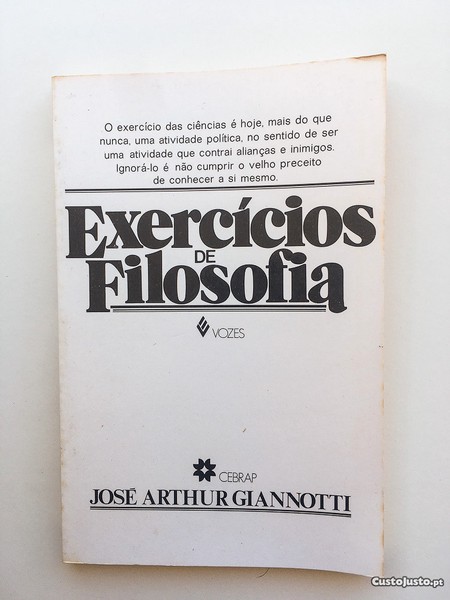 O exercício das ciências é hoje, mais do que
nunca, uma atividade política, no sentido de ser
uma atividade que contrai alianças e inimigos.
Ignorá-lo é não cumprir o velho preceito
de conhecer a si mesmo.
Exercícios
DE
Filosofia
VOZES
CEBRAP
JOSÉ ARTHUR GIANNOTTI
CustoJusto.pt